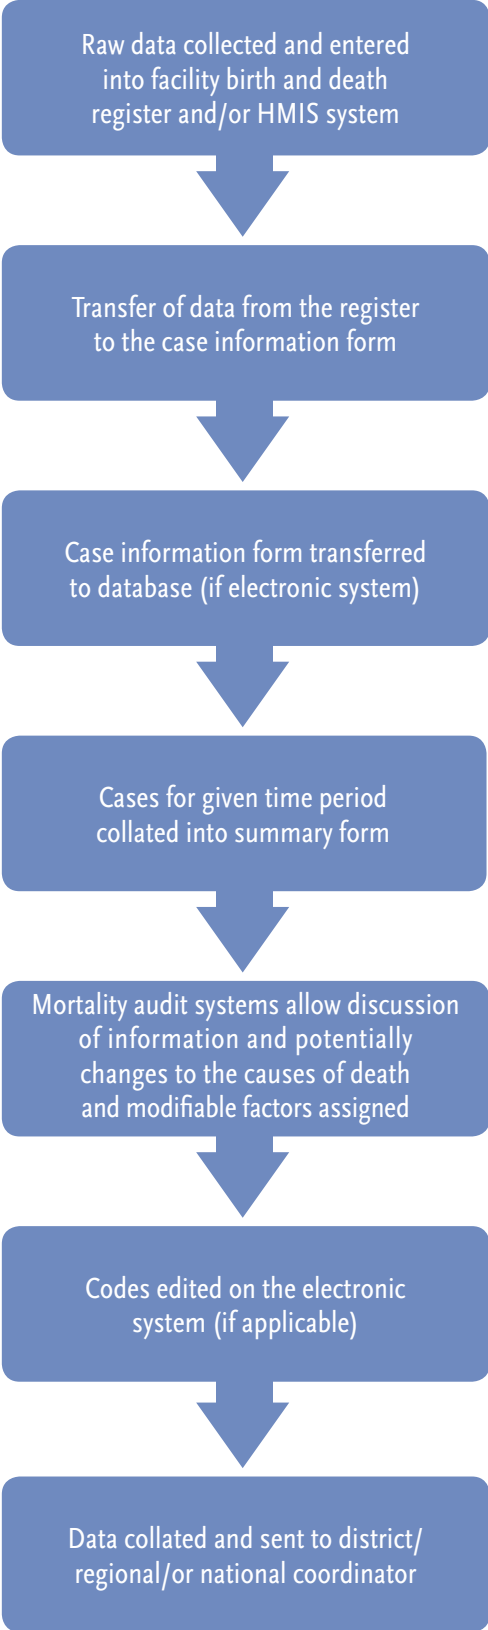 Raw data collected and entered
into facility birth and death
register and/or HMIS system
Transfer of data from the register
to the case information form
Case information form transferred
to database (if electronic system)
Cases for given time period
collated into summary form
Mortality audit systems allow discussion
of information and potentially
changes to the causes of death
and modifiable factors assigned
Codes edited on the electronic
system (if applicable)
Data collated and sent to district/
regional/or national coordinator